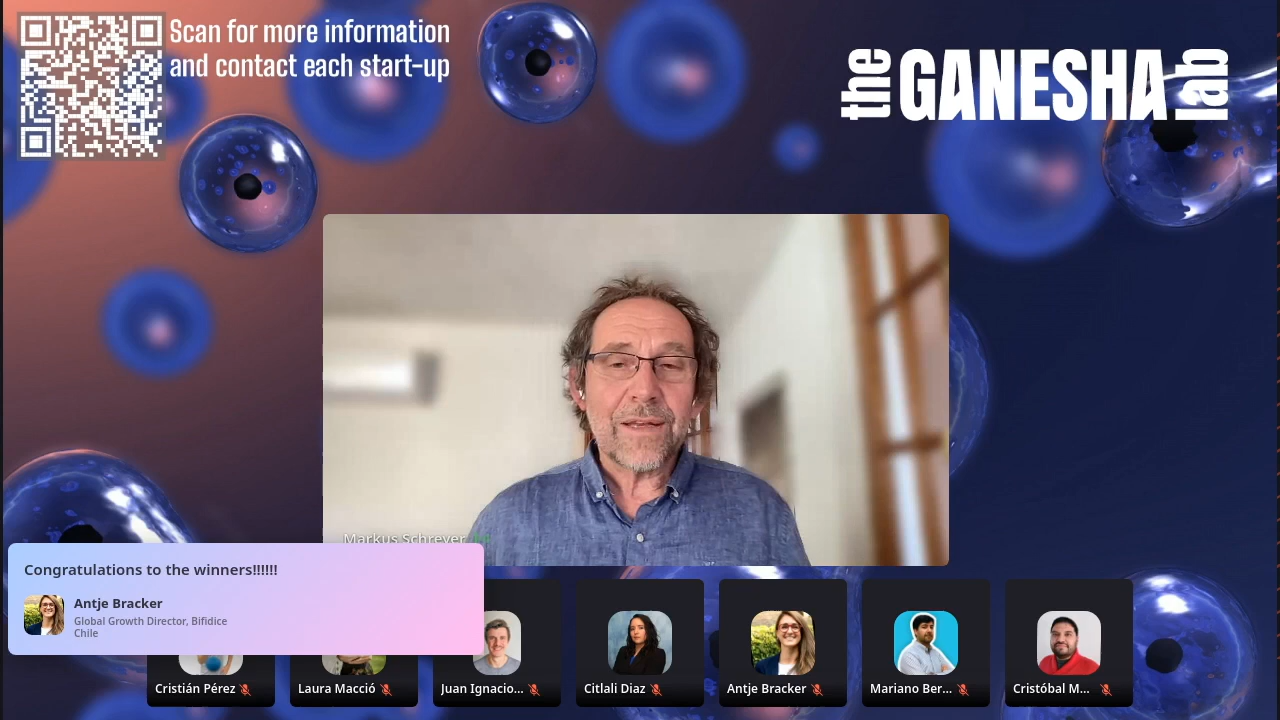 Scan for more information
and contact each start-up
the GANESHA lab
Markus Schreyer
Congratulations to the winners!!!!!!
Antje Bracker
Global Growth Director, Bifidice
Chile
Cristián Pérez
Laura Macció
Juan Ignacio...
Citlali Diaz
Antje Bracker
Mariano Ber...
Cristóbal M...